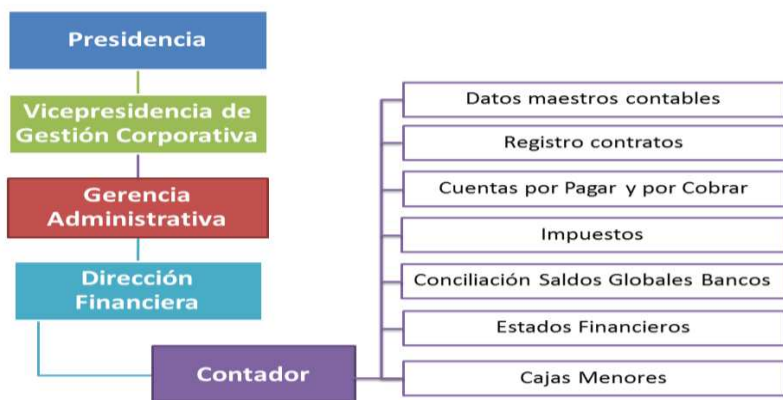 Presidencia
Vicepresidencia de
Gestión Corporativa
Gerencia
Administrativa
Dirección
Financiera
Contador
Datos maestros contables
Registro contratos
Cuentas por Pagar y por Cobrar
Impuestos
Conciliación Saldos Globales Bancos
Estados Financieros
Cajas Menores